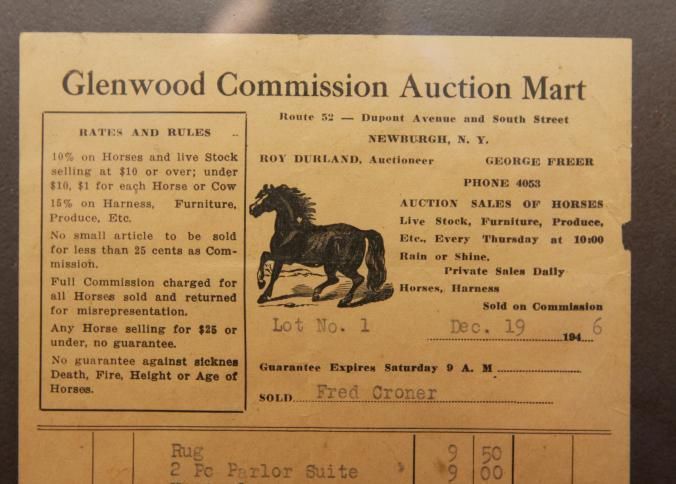 Glenwood Commission Auction Mart
Route 52 — Dupont Avenue and South Street
NEWBURGH, N. Y.
ROY DURLAND, Auctioneer GEORGE FREER
PHONE 4053
RATES AND RULES
10% on Horses and live Stock
selling at $10 or over; under
$10, $1 for each Horse or Cow
15% on Harness, Furniture,
Produce, Etc.
No small article to be sold
for less than 25 cents as Com-
mission.
Full Commission charged for
all Horses sold and returned
for misrepresentation.
Any Horse selling for $25 or
under, no guarantee.
No guarantee against sicknes
Death, Fire, Height or Age of
Horses.
AUCTION SALES OF HORSES
Live Stock, Furniture, Produce,
Etc., Every Thursday at 10:00
Rain or Shine.
Private Sales Daily
Horses, Harness
Sold on Commission
Lot No. 1 Dec. 19 194 6
Guarantee Expires Saturday 9 A. M
SOLD Fred Croner
Rug 9 50
2 Pc Parlor Suite 9 00